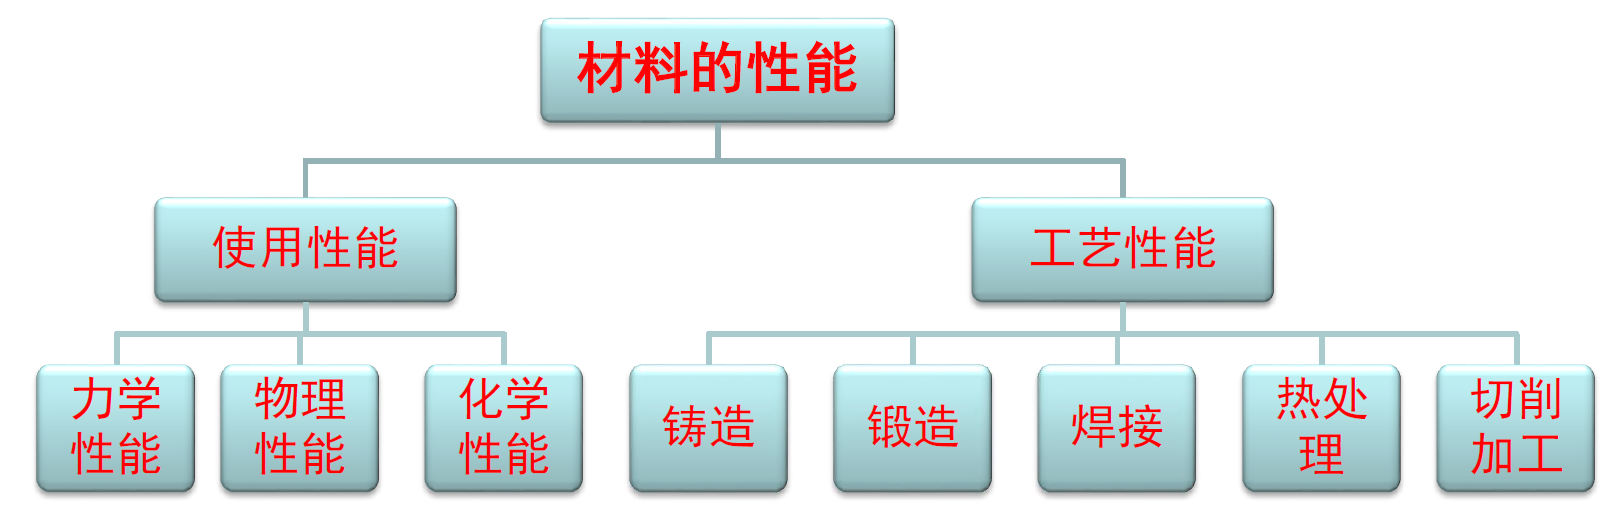 材料的性能
使用性能
工艺性能
力学
性能
物理
性能
化学
性能
铸造
锻造
焊接
热处
理
切削
加工